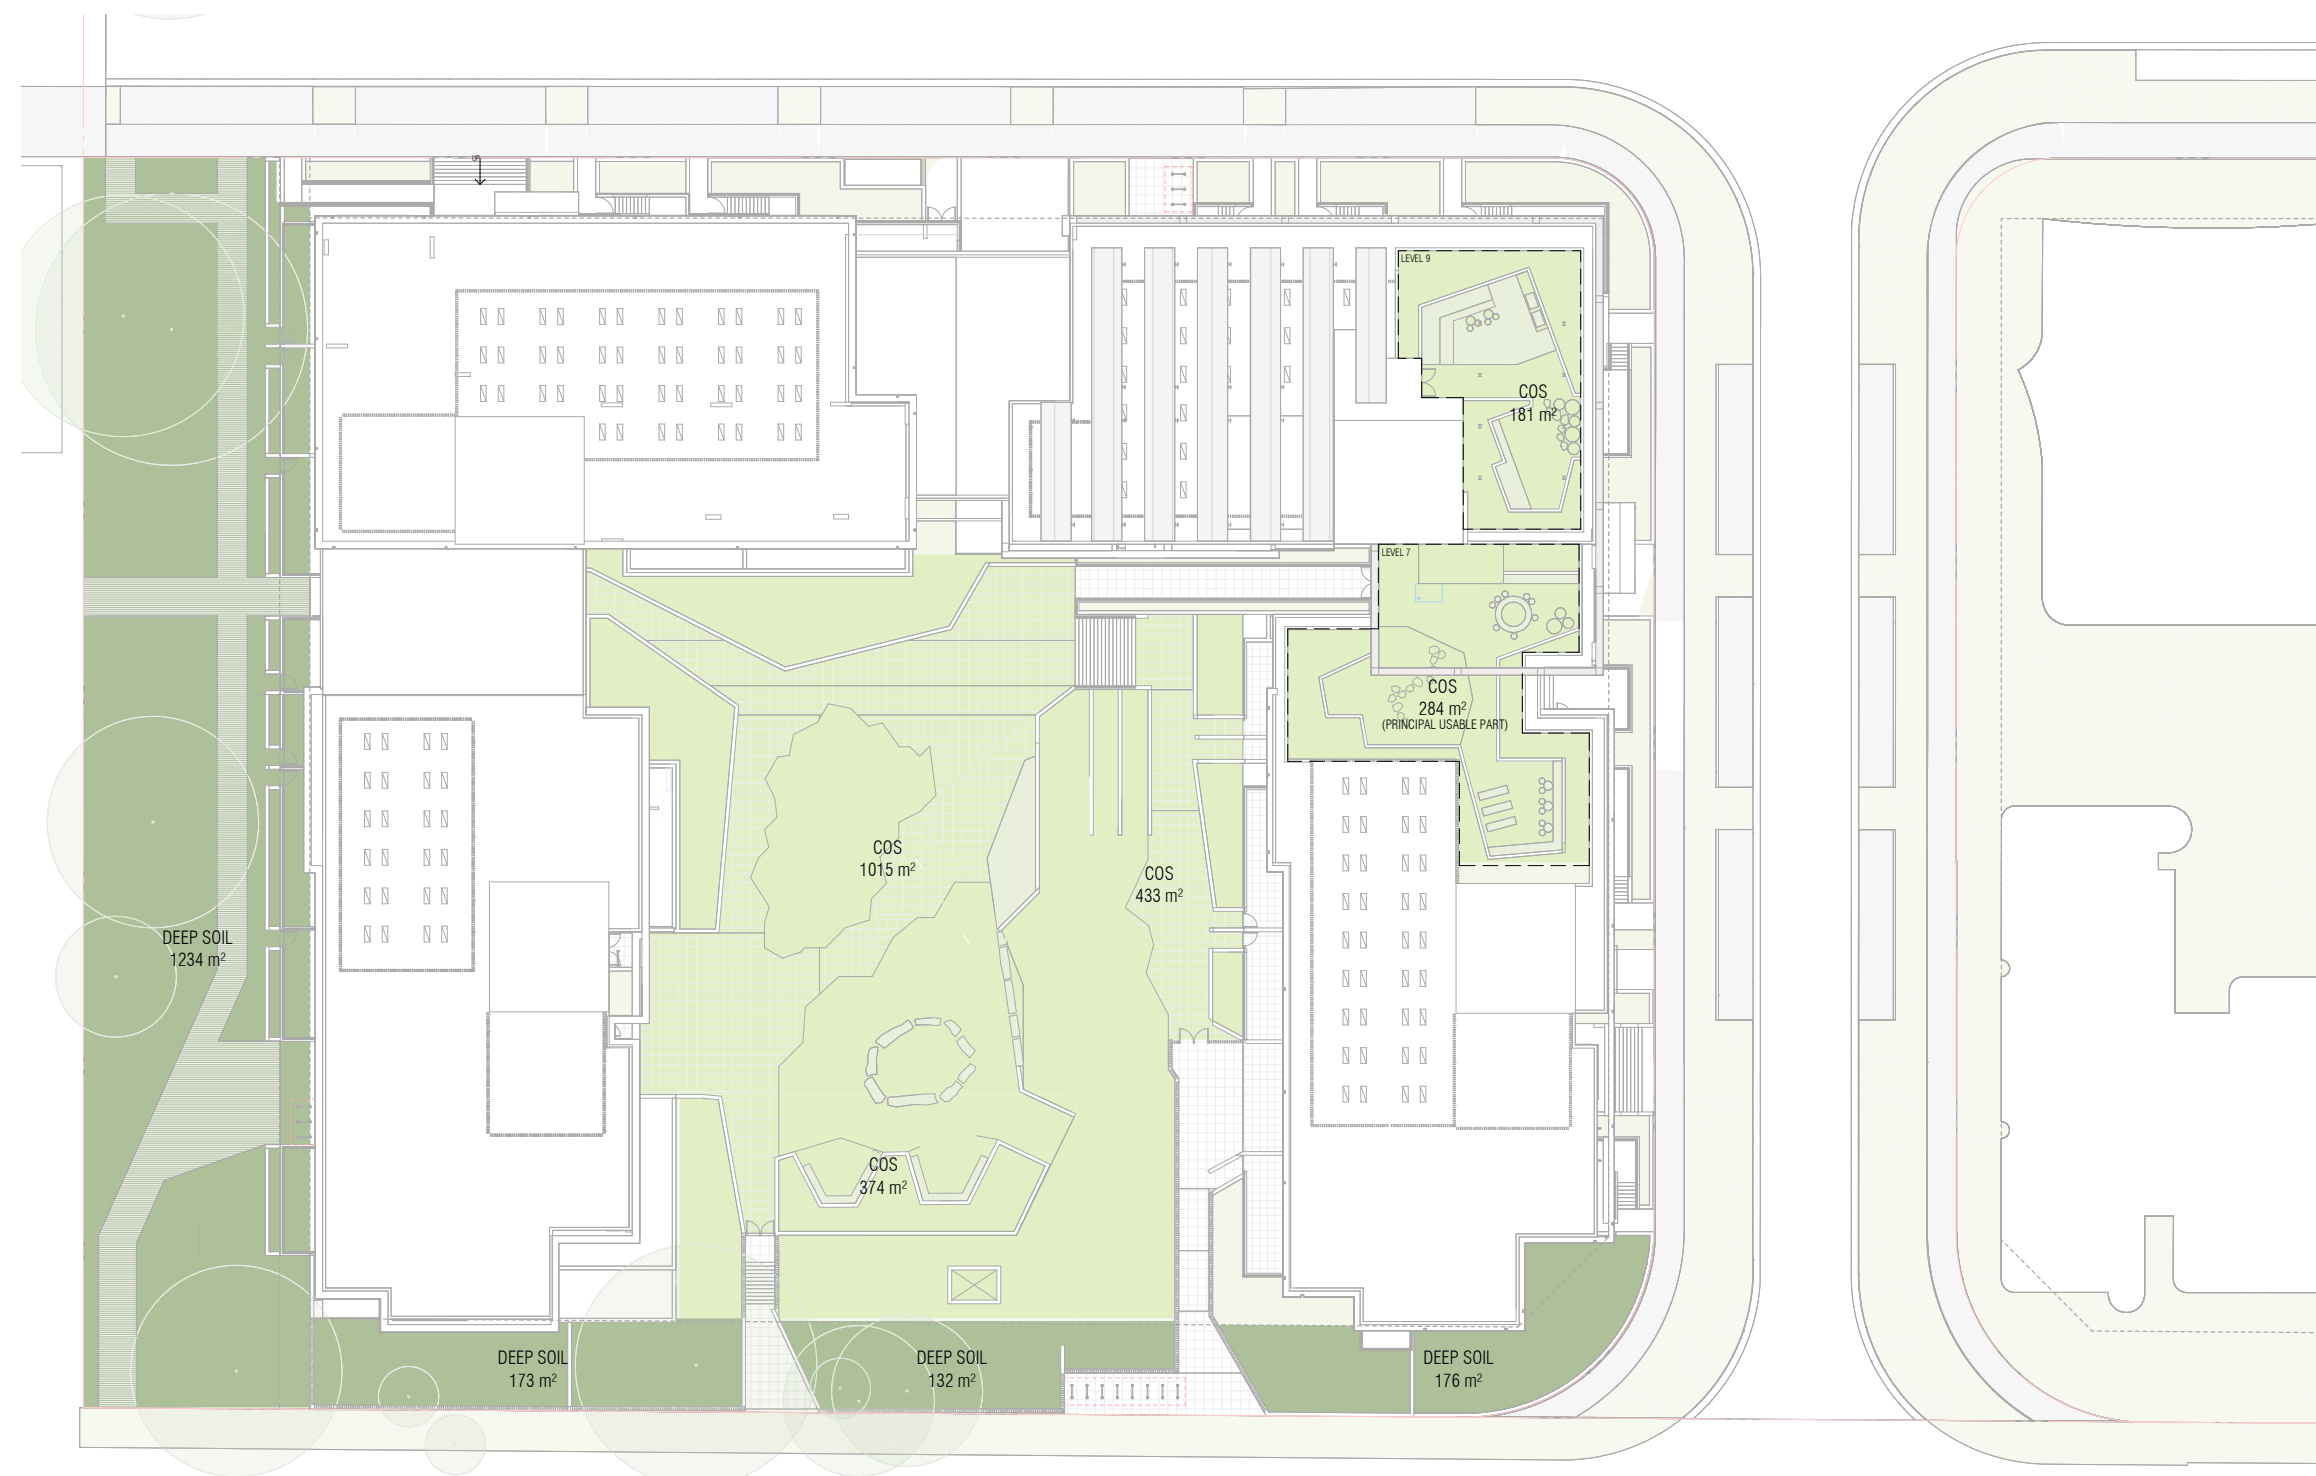 UP
LEVEL 9
COS
181 m²
LEVEL 7
COS
284 m²
(PRINCIPAL USABLE PART)
COS
1015 m²
COS
433 m²
DEEP SOIL
1234 m²
COS
374 m²
DEEP SOIL
173 m²
DEEP SOIL
132 m²
DEEP SOIL
176 m²